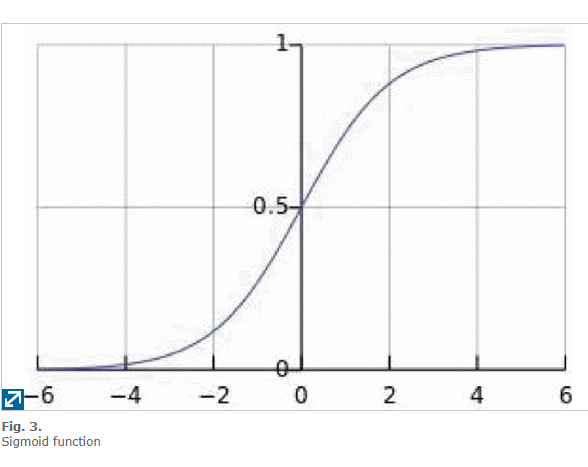 1
0.5
0
−6 −4 −2 0 2 4 6
Fig. 3.
Sigmoid function